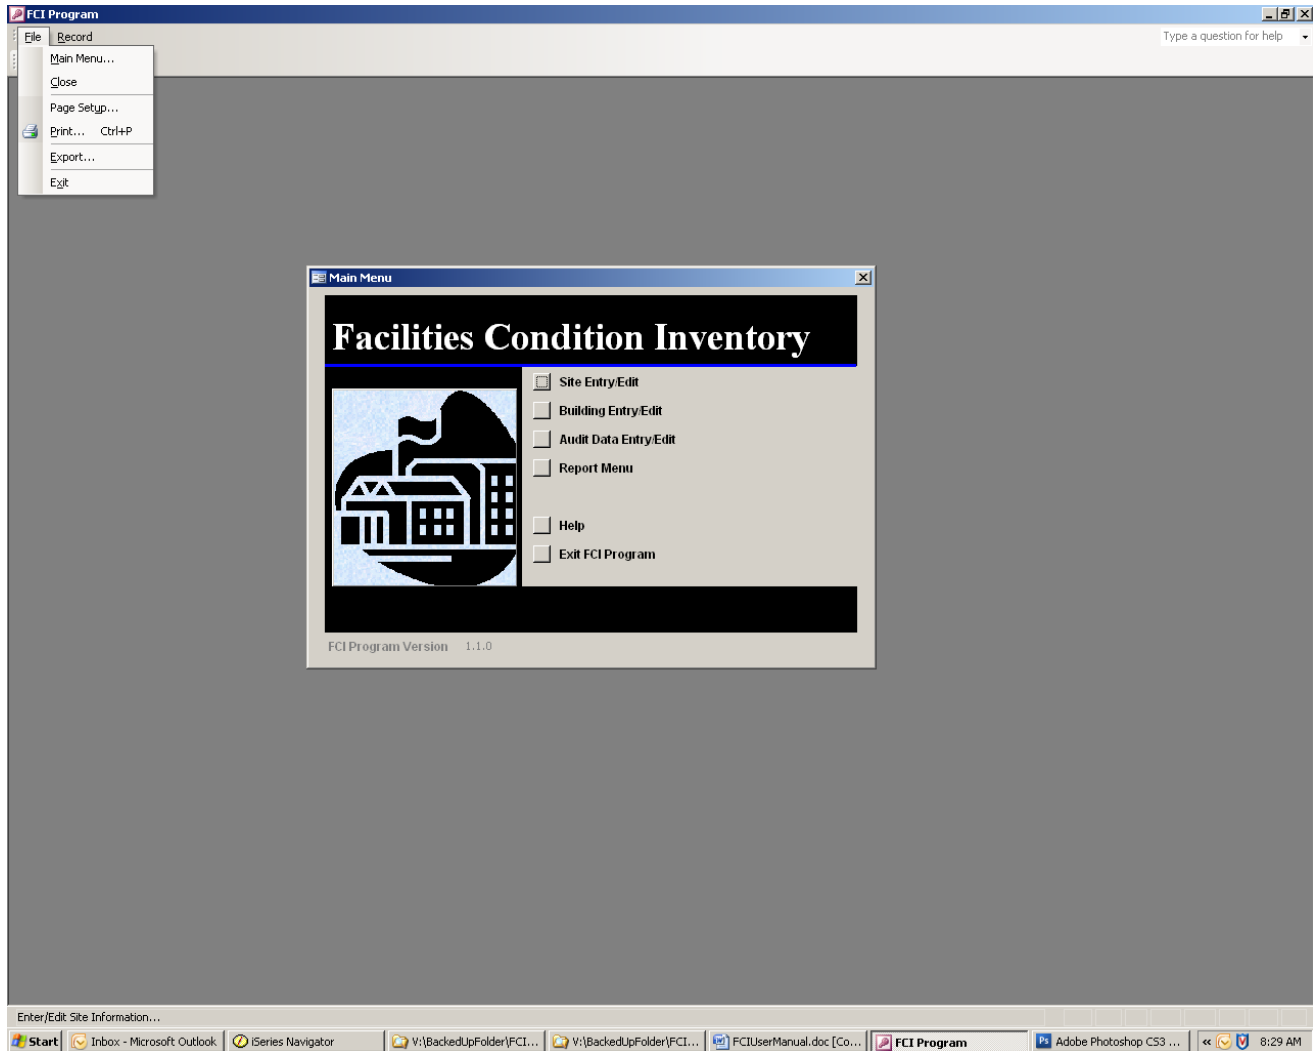 FCI Program
File Record
Type a question for help
Main Menu...
Close
Page Setup...
Print... Ctrl+P
Export...
Exit
Main Menu
Facilities Condition Inventory
Site Entry/Edit
Building Entry/Edit
Audit Data Entry/Edit
Report Menu
Help
Exit FCI Program
FCI Program Version 1.1.0
Enter/Edit Site Information...
Start Inbox - Microsoft Outlook iSeries Navigator V:\BackedUpFolder\FCI... V:\BackedUpFolder\FCI... FCIUserManual.doc [Co... FCI Program Ps Adobe Photoshop CS3 ... « 8:29 AM